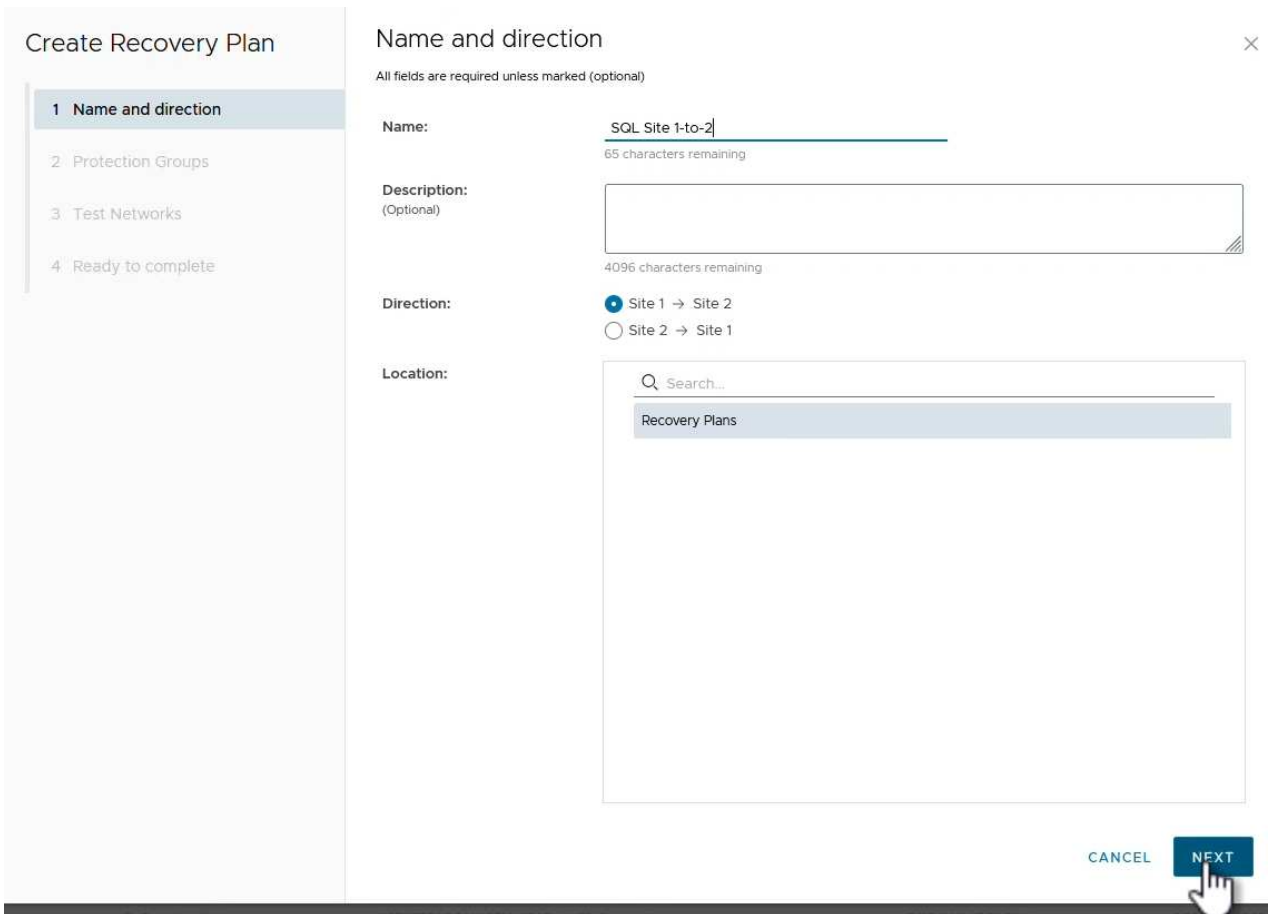 Create Recovery Plan
1 Name and direction
2 Protection Groups
3 Test Networks
4 Ready to complete
Name and direction
All fields are required unless marked (optional)
Name:
SQL Site 1-to-2
65 characters remaining
Description:
(Optional)
4096 characters remaining
Direction:
Site 1 → Site 2
Site 2 → Site 1
Location:
Search...
Recovery Plans
CANCEL
NEXT